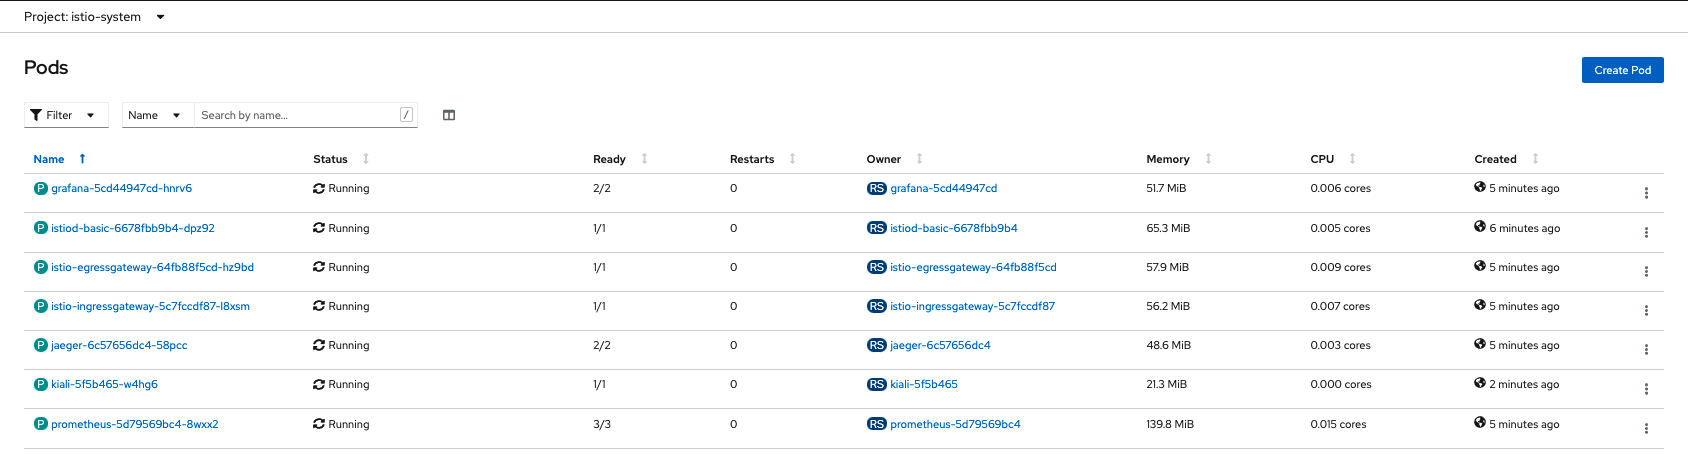 Project: istio-system
Pods
Create Pod
Filter Name Search by name... /
Name Status Ready Restarts Owner Memory CPU Created
P grafana-5cd44947cd-hnrv6 Running 2/2 0 RS grafana-5cd44947cd 51.7 MiB 0.006 cores 5 minutes ago
P istiod-basic-6678fbb9b4-dpz92 Running 1/1 0 RS istiod-basic-6678fbb9b4 65.3 MiB 0.005 cores 6 minutes ago
P istio-egressgateway-64fb88f5cd-hz9bd Running 1/1 0 RS istio-egressgateway-64fb88f5cd 57.9 MiB 0.009 cores 5 minutes ago
P istio-ingressgateway-5c7fccdf87-l8xsm Running 1/1 0 RS istio-ingressgateway-5c7fccdf87 56.2 MiB 0.007 cores 5 minutes ago
P jaeger-6c57656dc4-58pcc Running 2/2 0 RS jaeger-6c57656dc4 48.6 MiB 0.003 cores 5 minutes ago
P kiali-5f5b465-w4hg6 Running 1/1 0 RS kiali-5f5b465 21.3 MiB 0.000 cores 2 minutes ago
P prometheus-5d79569bc4-8wxx2 Running 3/3 0 RS prometheus-5d79569bc4 139.8 MiB 0.015 cores 5 minutes ago